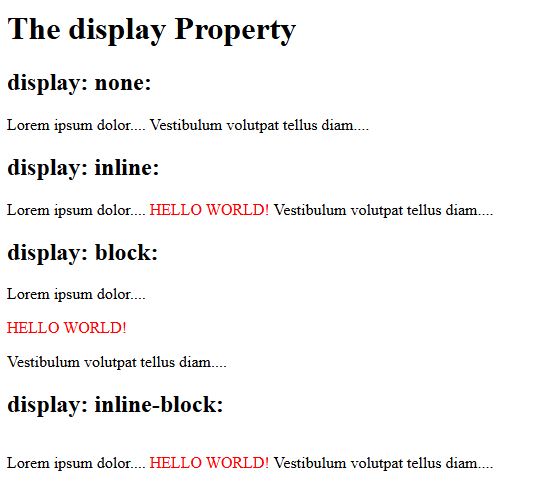 The display Property
display: none:
Lorem ipsum dolor.... Vestibulum volutpat tellus diam....
display: inline:
Lorem ipsum dolor.... HELLO WORLD! Vestibulum volutpat tellus diam....
display: block:
Lorem ipsum dolor....
HELLO WORLD!
Vestibulum volutpat tellus diam....
display: inline-block:
Lorem ipsum dolor.... HELLO WORLD! Vestibulum volutpat tellus diam....